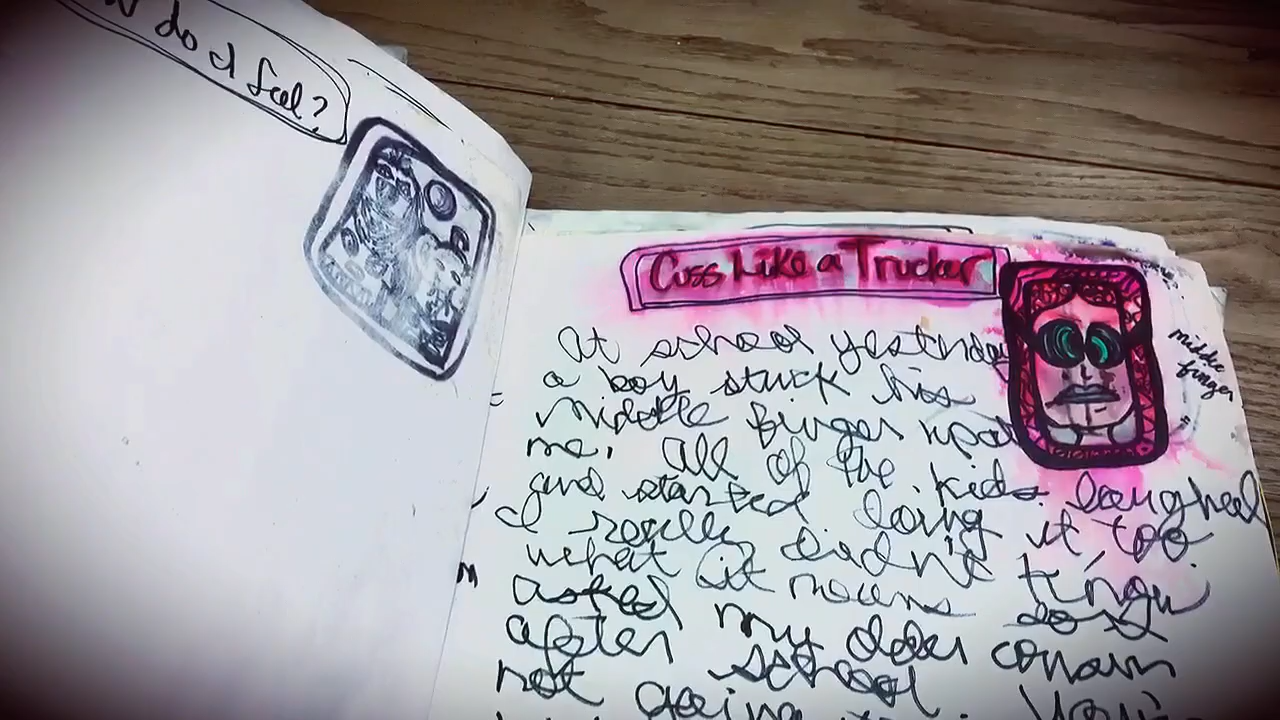 do I feel?
Cuss Like a Trucker
middle
finger
At school yesterday
a boy stuck his
middle finger up at
me. All of the kids laughed
and started doing it too
I really didn't
what it means
asked my older
after school
not going